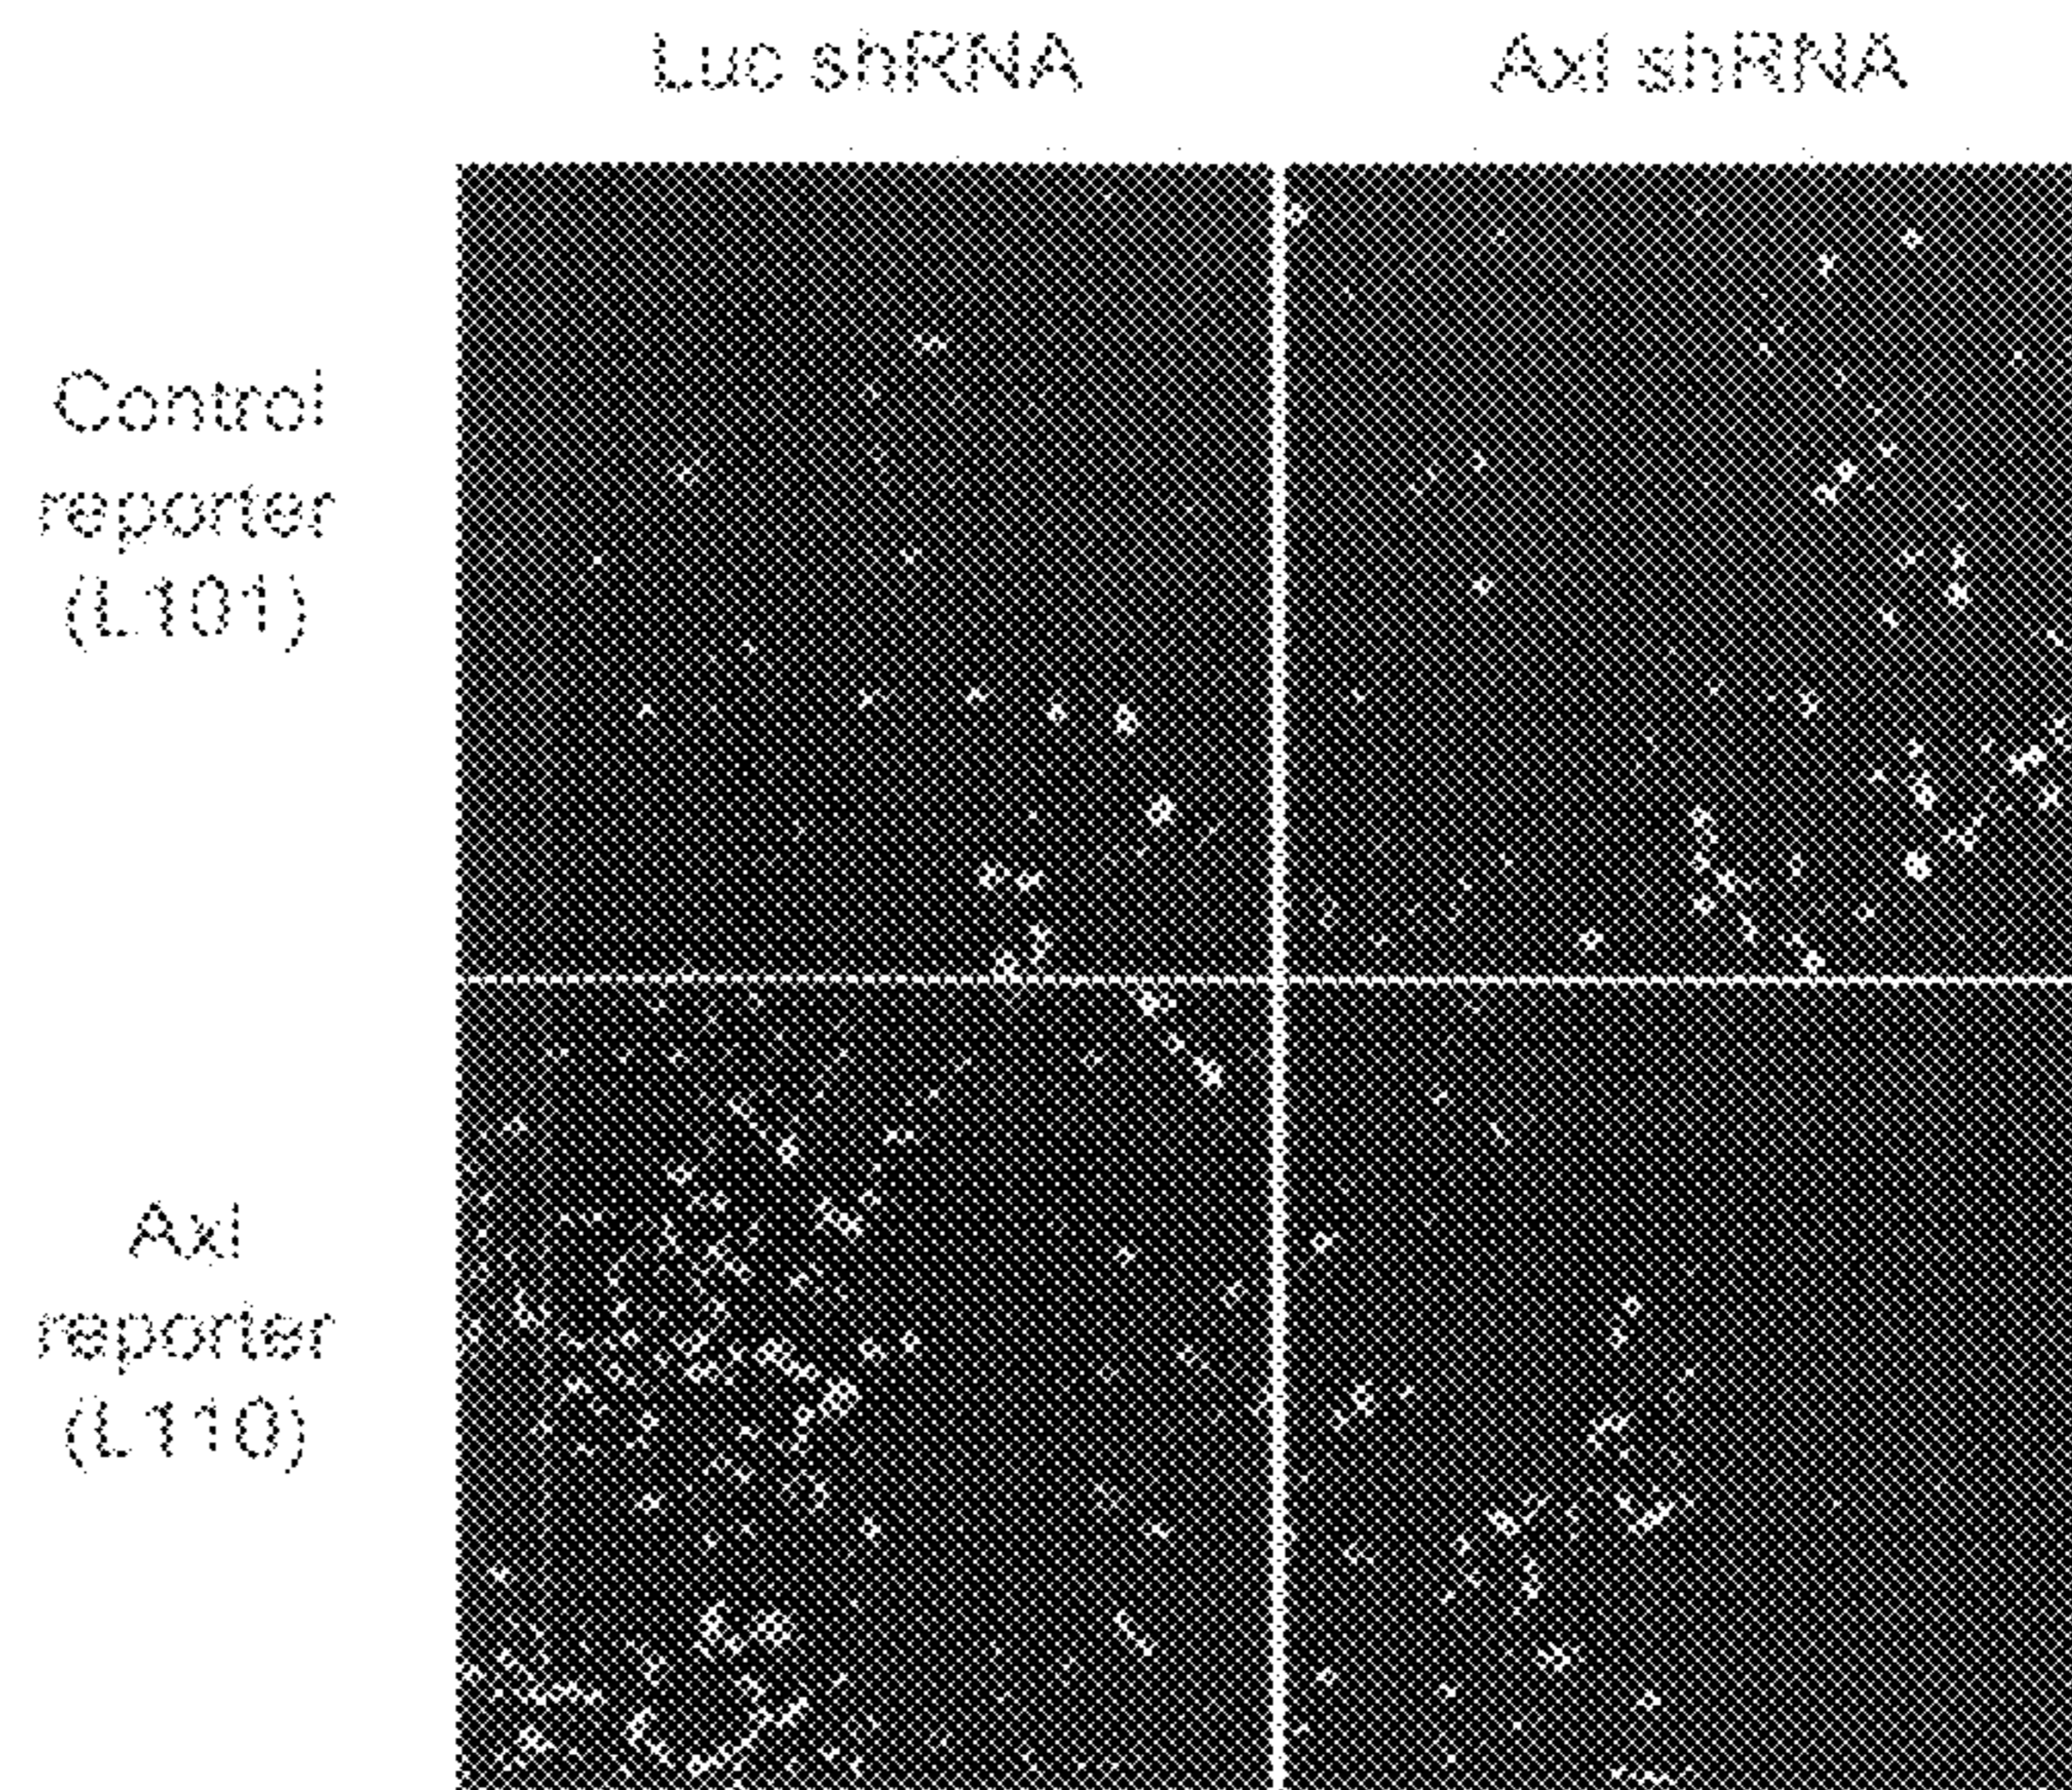 Luc shRNA
Axl shRNA
Control
reporter
(L101)
Axl
reporter
(L110)